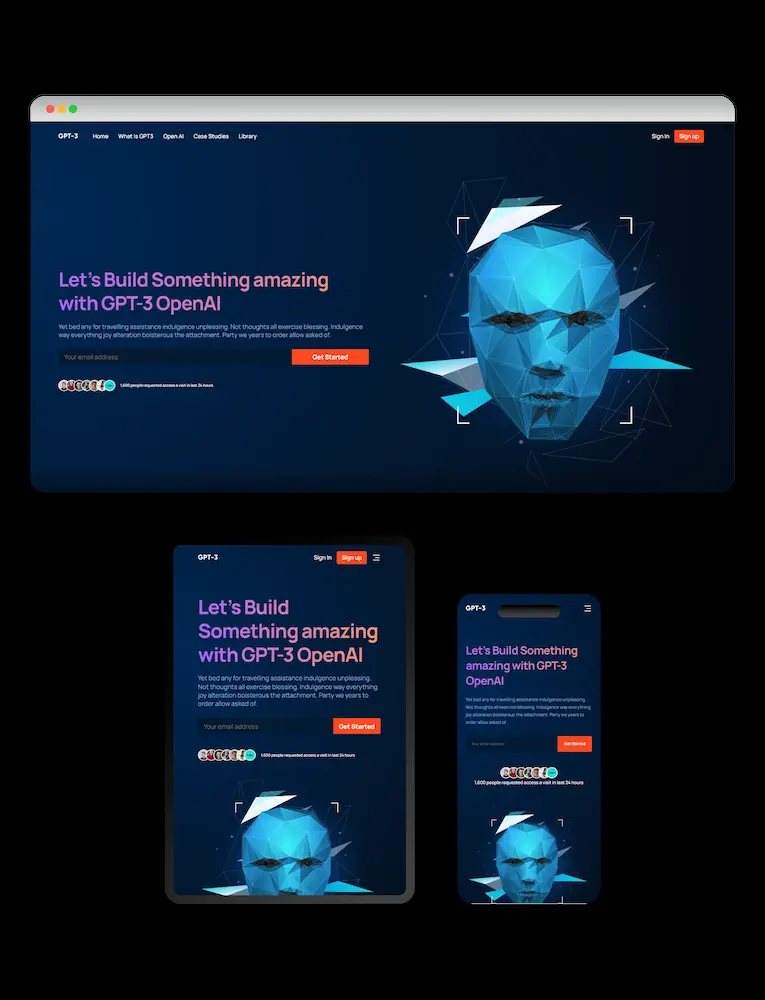 GPT-3 Home What is GPT3 Open AI Case Studies Library Sign In Sign up
Let's Build Something amazing
with GPT-3 OpenAI
Yet bed any for travelling assistance indulgence unpleasing. Not thoughts all exercise blessing. Indulgence
way everything joy alteration boisterous the attachment. Party we years to order allow asked of.
Your email address Get Started
1,600 people requested access a visit in last 24 hours
GPT-3 Sign In Sign up
Let's Build
Something amazing
with GPT-3 OpenAI
Yet bed any for travelling assistance indulgence unpleasing.
Not thoughts all exercise blessing. Indulgence way everything
joy alteration boisterous the attachment. Party we years to
order allow asked of.
Your email address Get Started
1,600 people requested access a visit in last 24 hours
GPT-3
Let's Build Something
amazing with GPT-3
OpenAI
Yet bed any for travelling assistance indulgence unpleasing.
Not thoughts all exercise blessing. Indulgence way everything
joy alteration boisterous the attachment. Party we years to
order allow asked of.
Your email address Get Started
1,600 people requested access a visit in last 24 hours